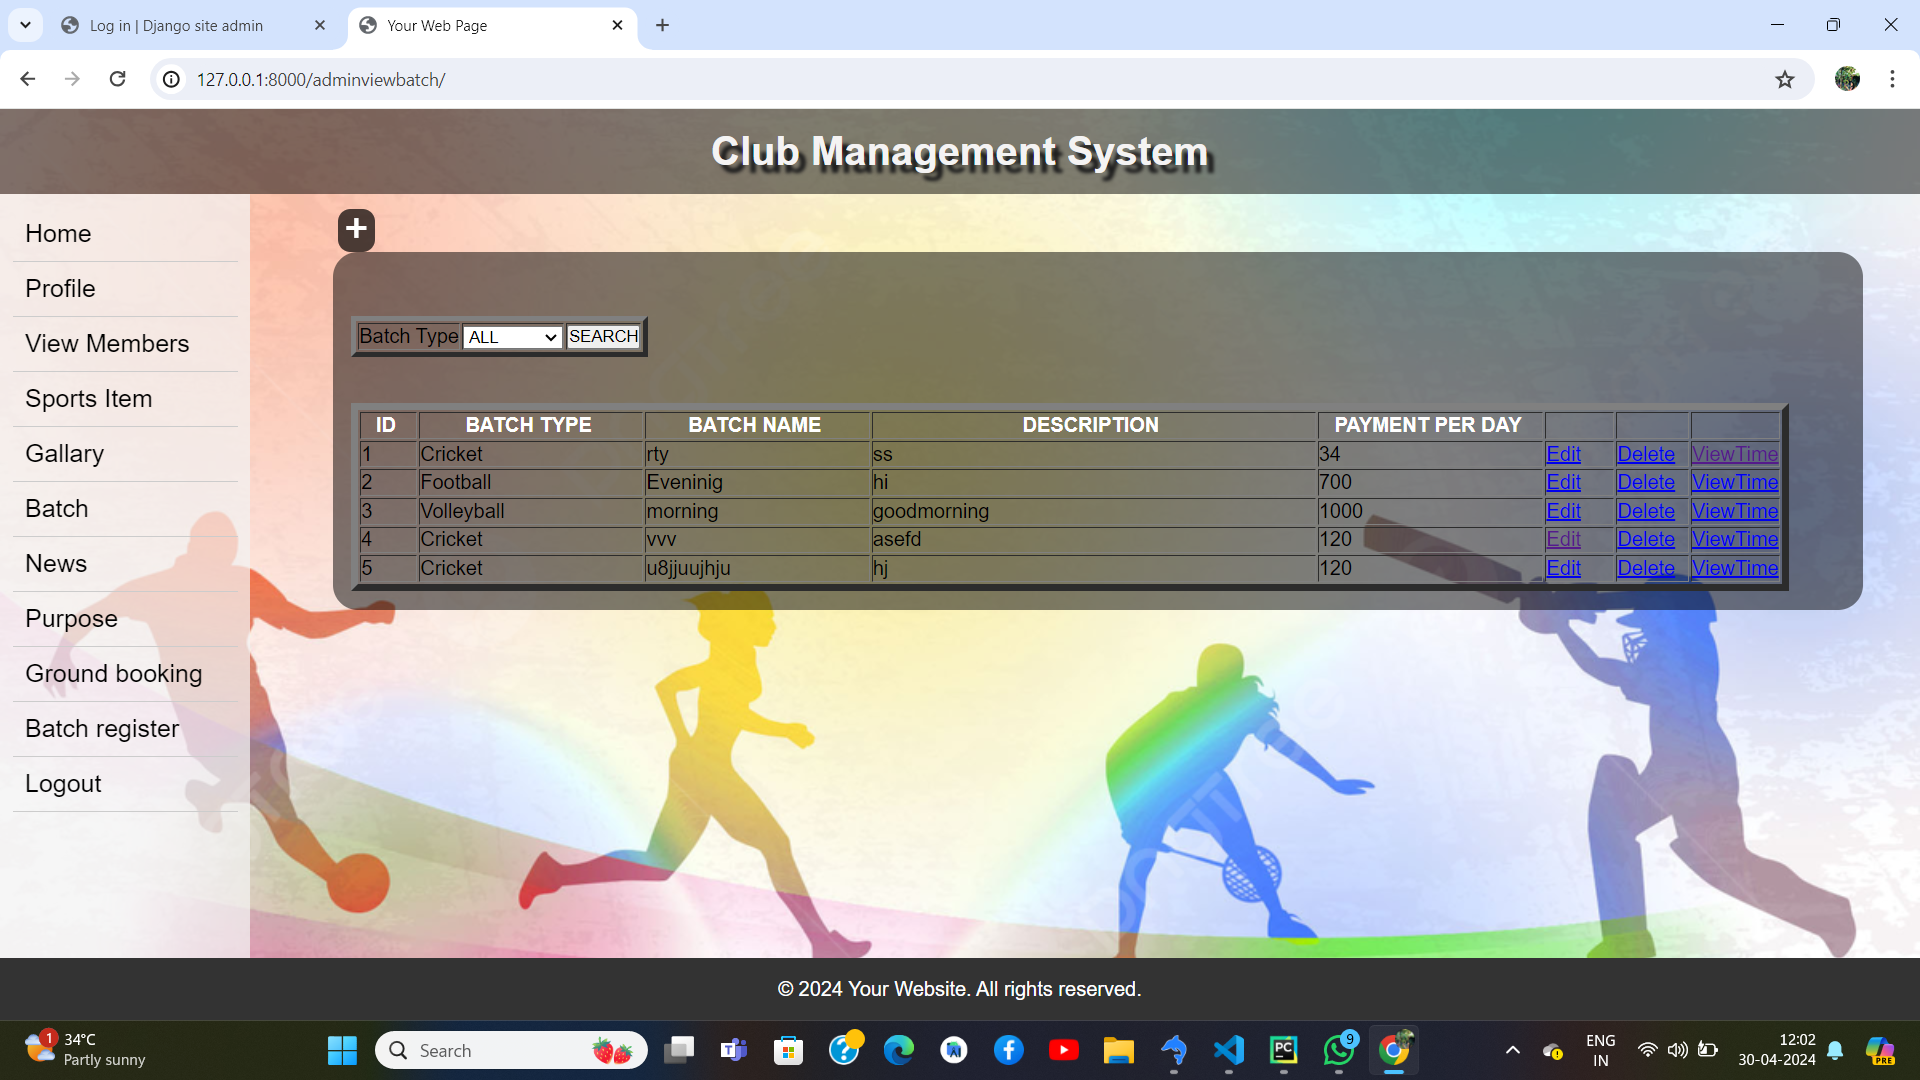 Log in | Django site admin
Your Web Page
127.0.0.1:8000/adminviewbatch/
Club Management System
Home
Profile
View Members
Sports Item
Gallary
Batch
News
Purpose
Ground booking
Batch register
Logout
+
Batch Type ALL SEARCH
ID BATCH TYPE BATCH NAME DESCRIPTION PAYMENT PER DAY
1 Cricket rty ss 34 Edit Delete ViewTime
2 Football Eveninig hi 700 Edit Delete ViewTime
3 Volleyball morning goodmorning 1000 Edit Delete ViewTime
4 Cricket vvv asefd 120 Edit Delete ViewTime
5 Cricket u8jjuujhju hj 120 Edit Delete ViewTime
© 2024 Your Website. All rights reserved.
1
34°C
Partly sunny
Search
9
ENG
IN
12:02
30-04-2024
PRE